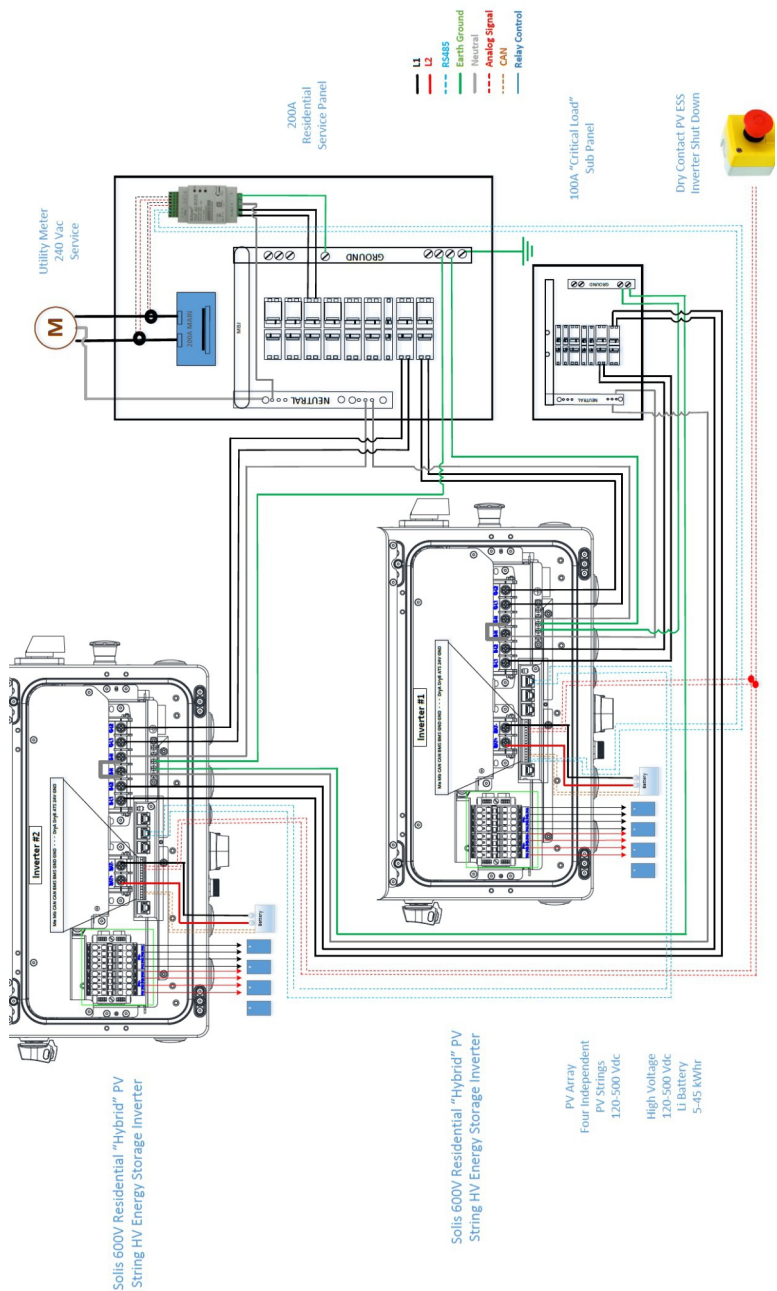 Utility Meter
240 Vac
Service
M
200A MAIN
200A
Residential
Service Panel
L1
L2
RS485
Earth Ground
Neutral
Analog Signal
CAN
Relay Control
MBJ
NEUTRAL
GROUND
100A "Critical Load"
Sub Panel
NEUTRAL
GROUND
Dry Contact PV ESS
Inverter Shut Down
Inverter #2
Battery
Solis 600V Residential "Hybrid" PV
String HV Energy Storage Inverter
Inverter #1
Battery
Solis 600V Residential "Hybrid" PV
String HV Energy Storage Inverter
PV Array
Four Independent
PV Strings
120-500 Vdc
High Voltage
120-500 Vdc
Li Battery
5-45 kWhr